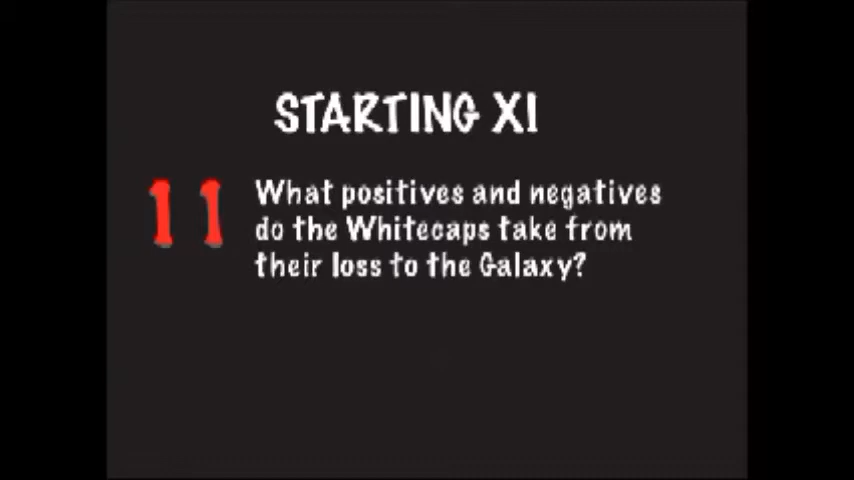 STARTING XI
11 What positives and negatives
do the Whitecaps take from
their loss to the Galaxy?